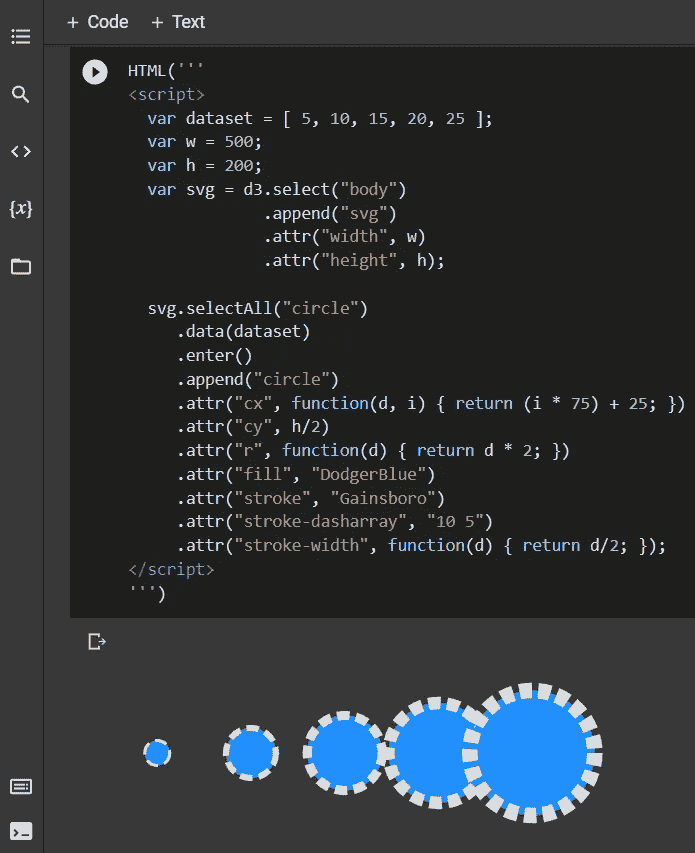 + Code + Text
HTML('''
<script>
  var dataset = [ 5, 10, 15, 20, 25 ];
  var w = 500;
  var h = 200;
  var svg = d3.select("body")
              .append("svg")
              .attr("width", w)
              .attr("height", h);
  svg.selectAll("circle")
     .data(dataset)
     .enter()
     .append("circle")
     .attr("cx", function(d, i) { return (i * 75) + 25; })
     .attr("cy", h/2)
     .attr("r", function(d) { return d * 2; })
     .attr("fill", "DodgerBlue")
     .attr("stroke", "Gainsboro")
     .attr("stroke-dasharray", "10 5")
     .attr("stroke-width", function(d) { return d/2; });
</script>
''')
{x}